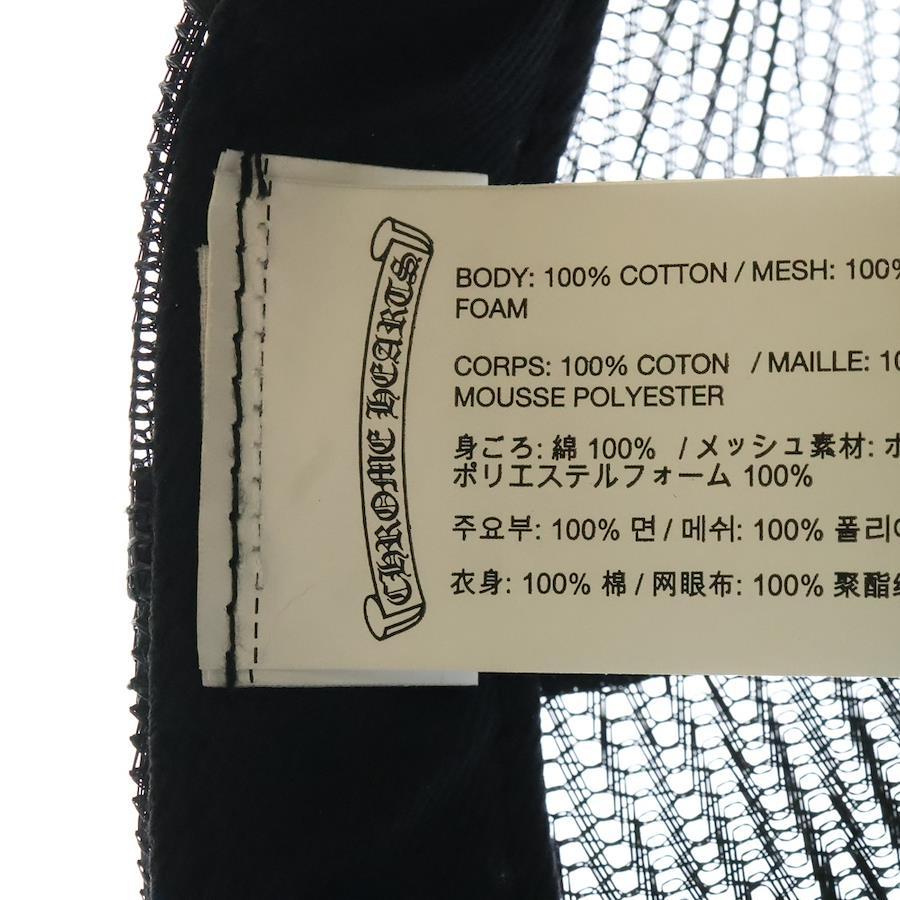 CHROME HEARTS
BODY: 100% COTTON / MESH: 100%
FOAM
CORPS: 100% COTON / MAILLE: 10
MOUSSE POLYESTER
身ごろ: 綿 100% / メッシュ素材: ポ
ポリエステルフォーム 100%
주요부: 100% 면 / 메쉬: 100% 폴리
衣身: 100% 棉 / 网眼布: 100% 聚酯